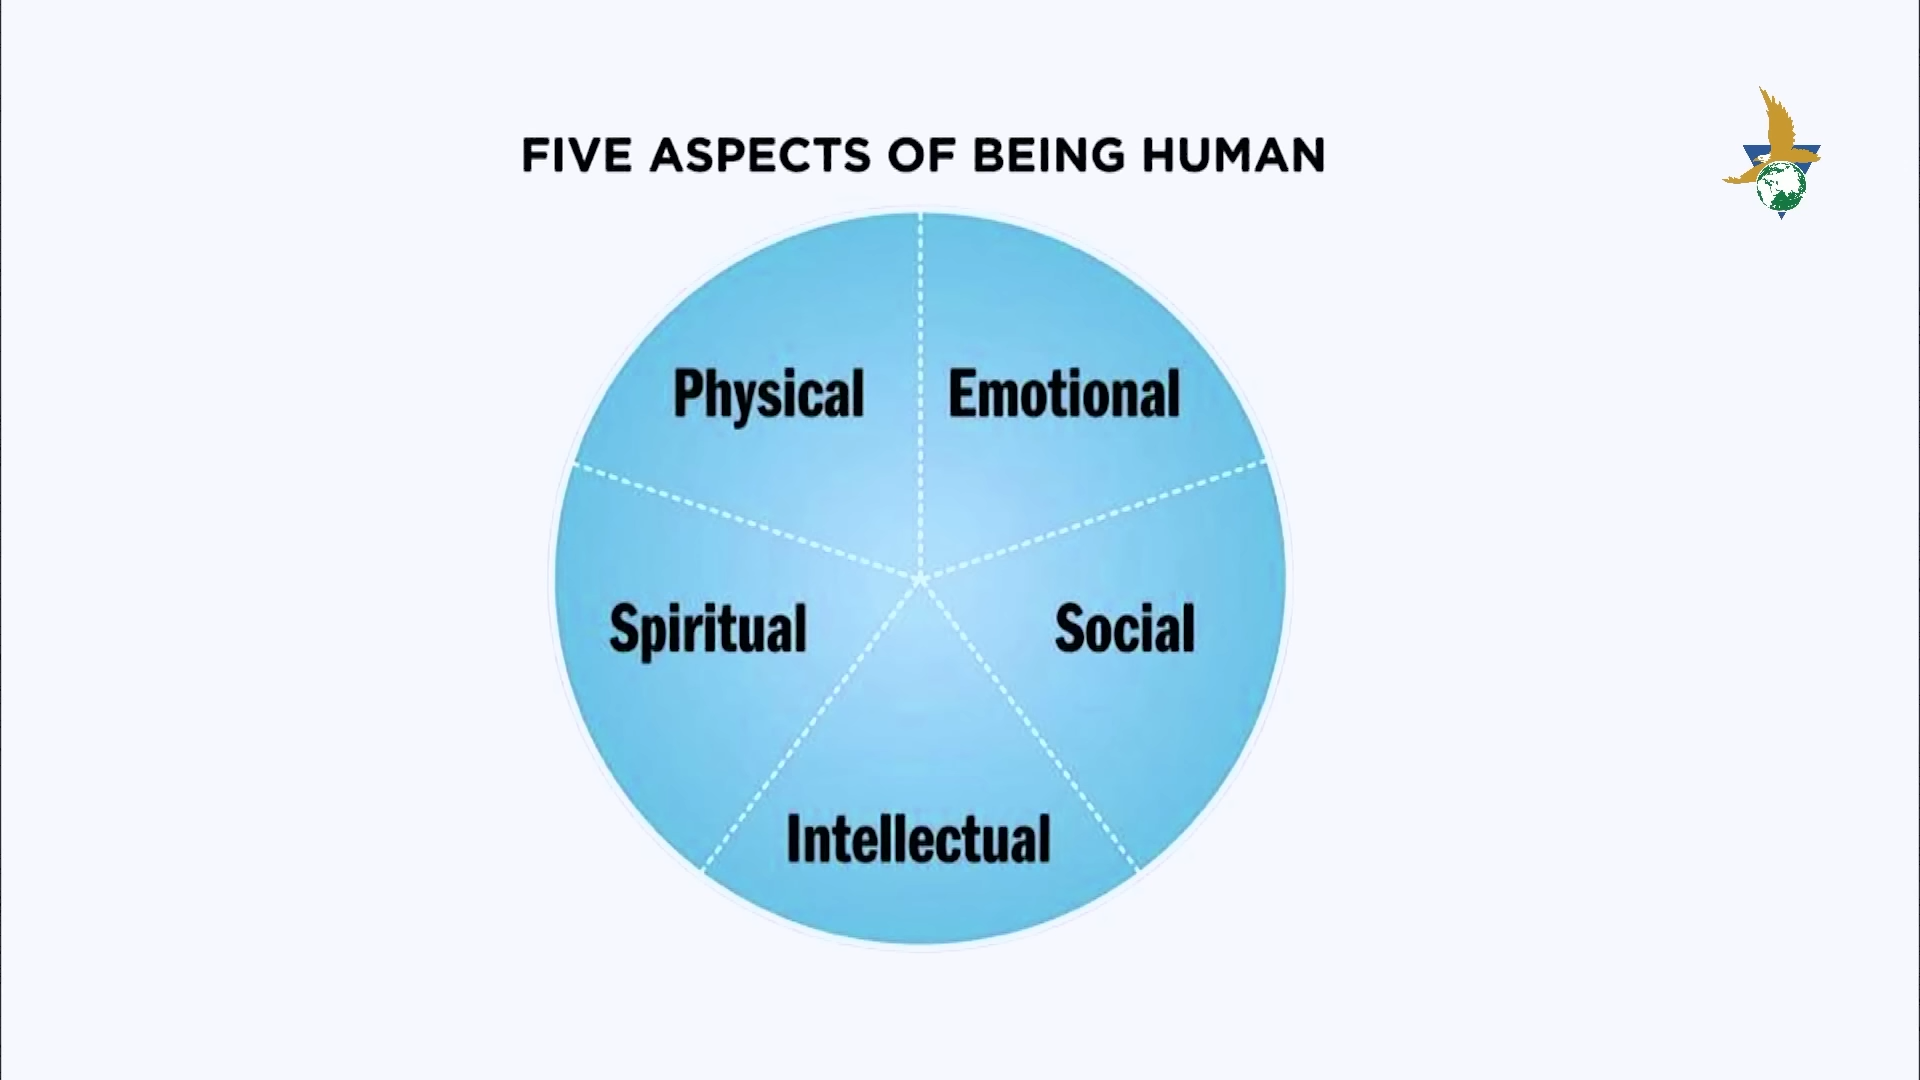 FIVE ASPECTS OF BEING HUMAN
Physical
Emotional
Spiritual
Social
Intellectual